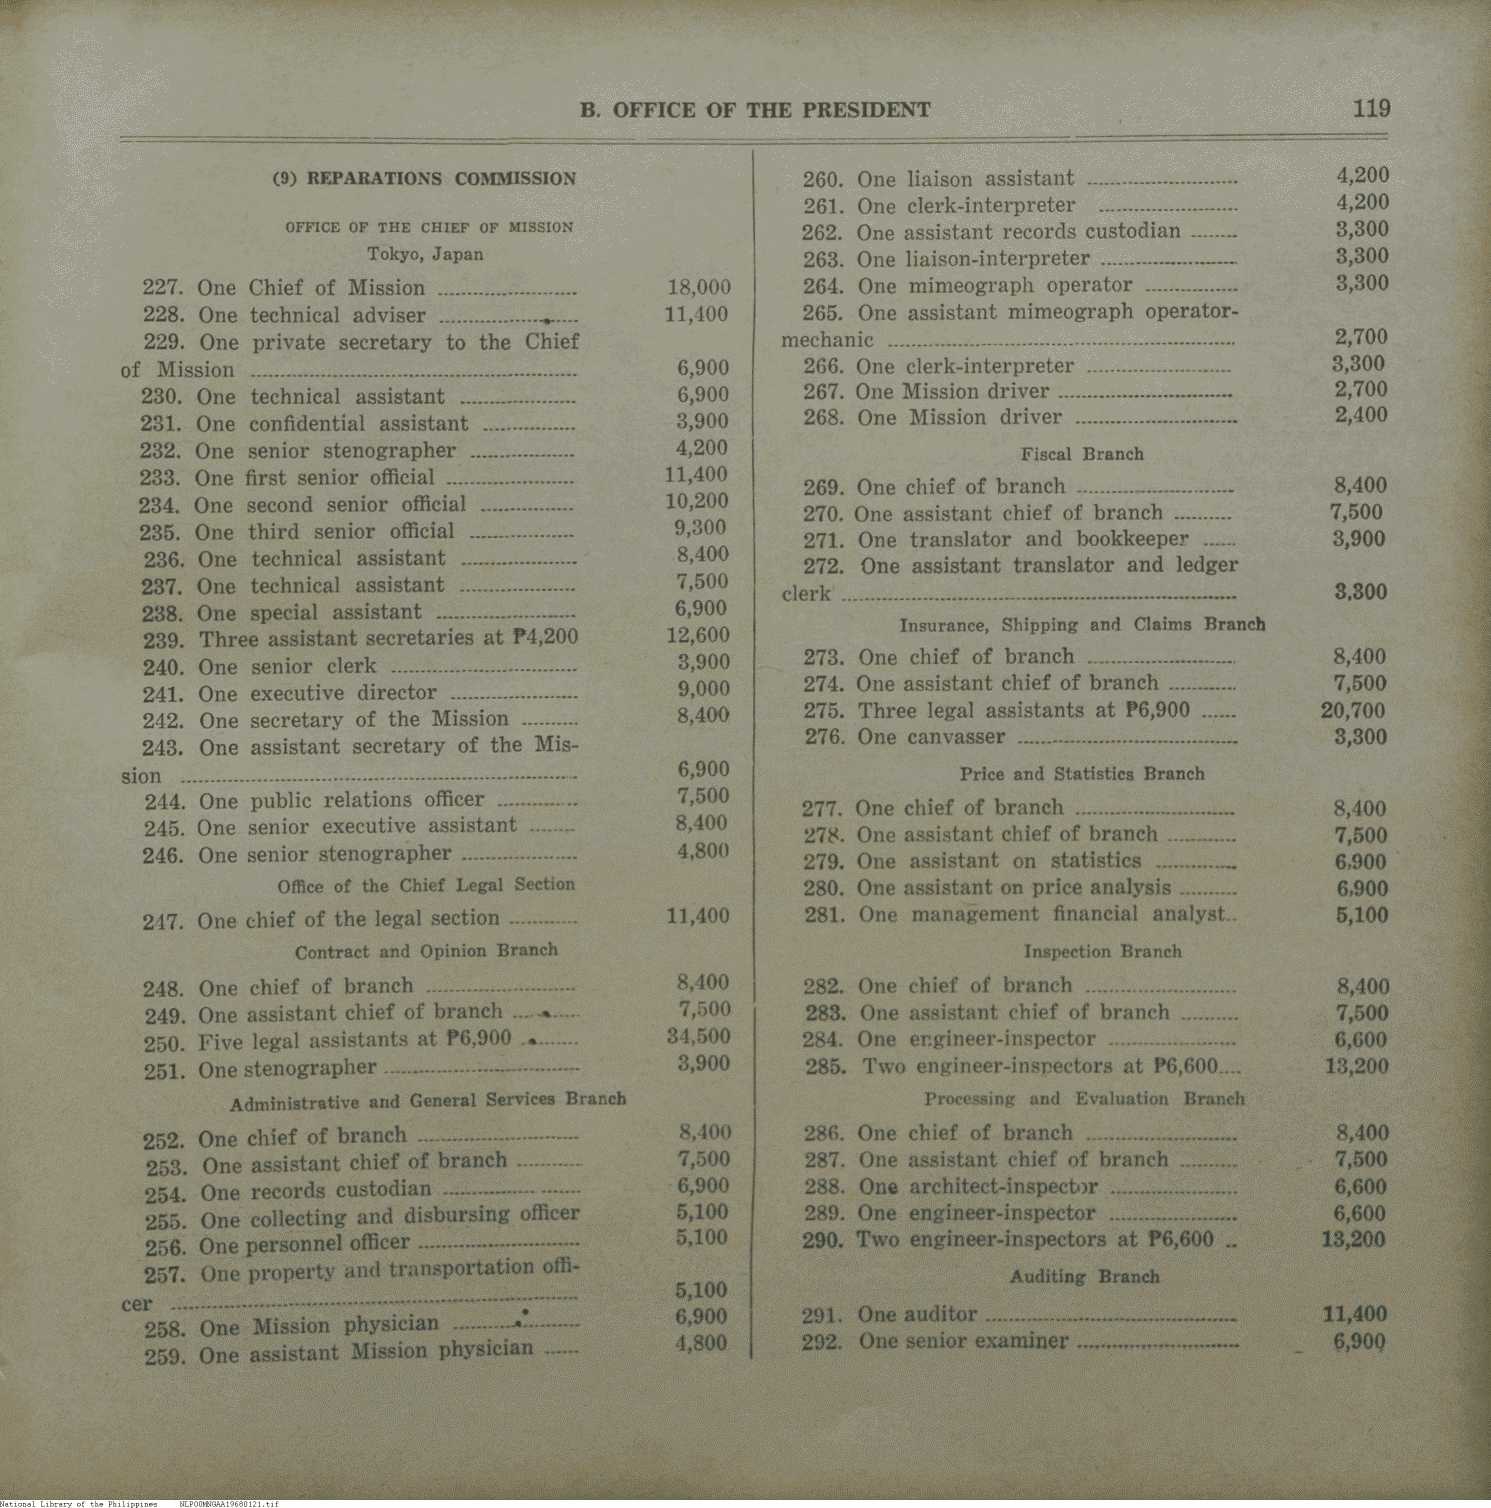 B. OFFICE OF THE PRESIDENT 119
(9) REPARATIONS COMMISSION
OFFICE OF THE CHIEF OF MISSION
Tokyo, Japan
227. One Chief of Mission ........ 18,000
228. One technical adviser ........ 11,400
229. One private secretary to the Chief
of Mission ........ 6,900
230. One technical assistant ........ 6,900
231. One confidential assistant ........ 3,900
232. One senior stenographer ........ 4,200
233. One first senior official ........ 11,400
234. One second senior official ........ 10,200
235. One third senior official ........ 9,300
236. One technical assistant ........ 8,400
237. One technical assistant ........ 7,500
238. One special assistant ........ 6,900
239. Three assistant secretaries at ₱4,200 12,600
240. One senior clerk ........ 3,900
241. One executive director ........ 9,000
242. One secretary of the Mission ........ 8,400
243. One assistant secretary of the Mis-
sion ........ 6,900
244. One public relations officer ........ 7,500
245. One senior executive assistant ........ 8,400
246. One senior stenographer ........ 4,800
Office of the Chief Legal Section
247. One chief of the legal section ........ 11,400
Contract and Opinion Branch
248. One chief of branch ........ 8,400
249. One assistant chief of branch ........ 7,500
250. Five legal assistants at ₱6,900 ........ 34,500
251. One stenographer ........ 3,900
Administrative and General Services Branch
252. One chief of branch ........ 8,400
253. One assistant chief of branch ........ 7,500
254. One records custodian ........ 6,900
255. One collecting and disbursing officer 5,100
256. One personnel officer ........ 5,100
257. One property and transportation offi-
cer ........ 5,100
258. One Mission physician ........ 6,900
259. One assistant Mission physician ........ 4,800
260. One liaison assistant ........ 4,200
261. One clerk-interpreter ........ 4,200
262. One assistant records custodian ........ 3,300
263. One liaison-interpreter ........ 3,300
264. One mimeograph operator ........ 3,300
265. One assistant mimeograph operator-
mechanic ........ 2,700
266. One clerk-interpreter ........ 3,300
267. One Mission driver ........ 2,700
268. One Mission driver ........ 2,400
Fiscal Branch
269. One chief of branch ........ 8,400
270. One assistant chief of branch ........ 7,500
271. One translator and bookkeeper ...... 3,900
272. One assistant translator and ledger
clerk ........ 3,300
Insurance, Shipping and Claims Branch
273. One chief of branch ........ 8,400
274. One assistant chief of branch ........ 7,500
275. Three legal assistants at ₱6,900 ...... 20,700
276. One canvasser ........ 3,300
Price and Statistics Branch
277. One chief of branch ........ 8,400
278. One assistant chief of branch ........ 7,500
279. One assistant on statistics ........ 6,900
280. One assistant on price analysis ........ 6,900
281. One management financial analyst.. 5,100
Inspection Branch
282. One chief of branch ........ 8,400
283. One assistant chief of branch ........ 7,500
284. One engineer-inspector ........ 6,600
285. Two engineer-inspectors at ₱6,600.... 13,200
Processing and Evaluation Branch
286. One chief of branch ........ 8,400
287. One assistant chief of branch ........ 7,500
288. One architect-inspector ........ 6,600
289. One engineer-inspector ........ 6,600
290. Two engineer-inspectors at ₱6,600 .. 13,200
Auditing Branch
291. One auditor ........ 11,400
292. One senior examiner ........ 6,900
National Library of the Philippines NLPOOMNGAA19680121.tif